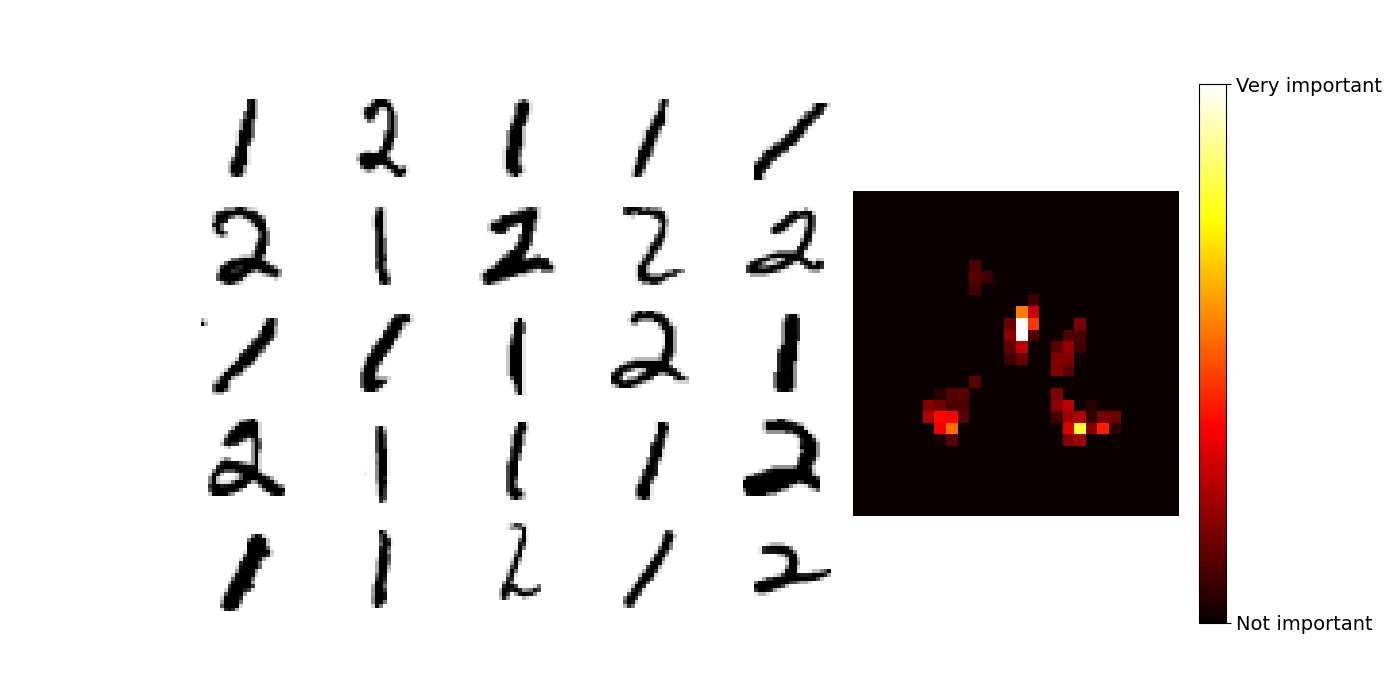 Very important
1 2 1 1 1
2 1 2 2 2
1 1 1 2 1
2 1 1 1 2
1 1 2 1 2
Not important